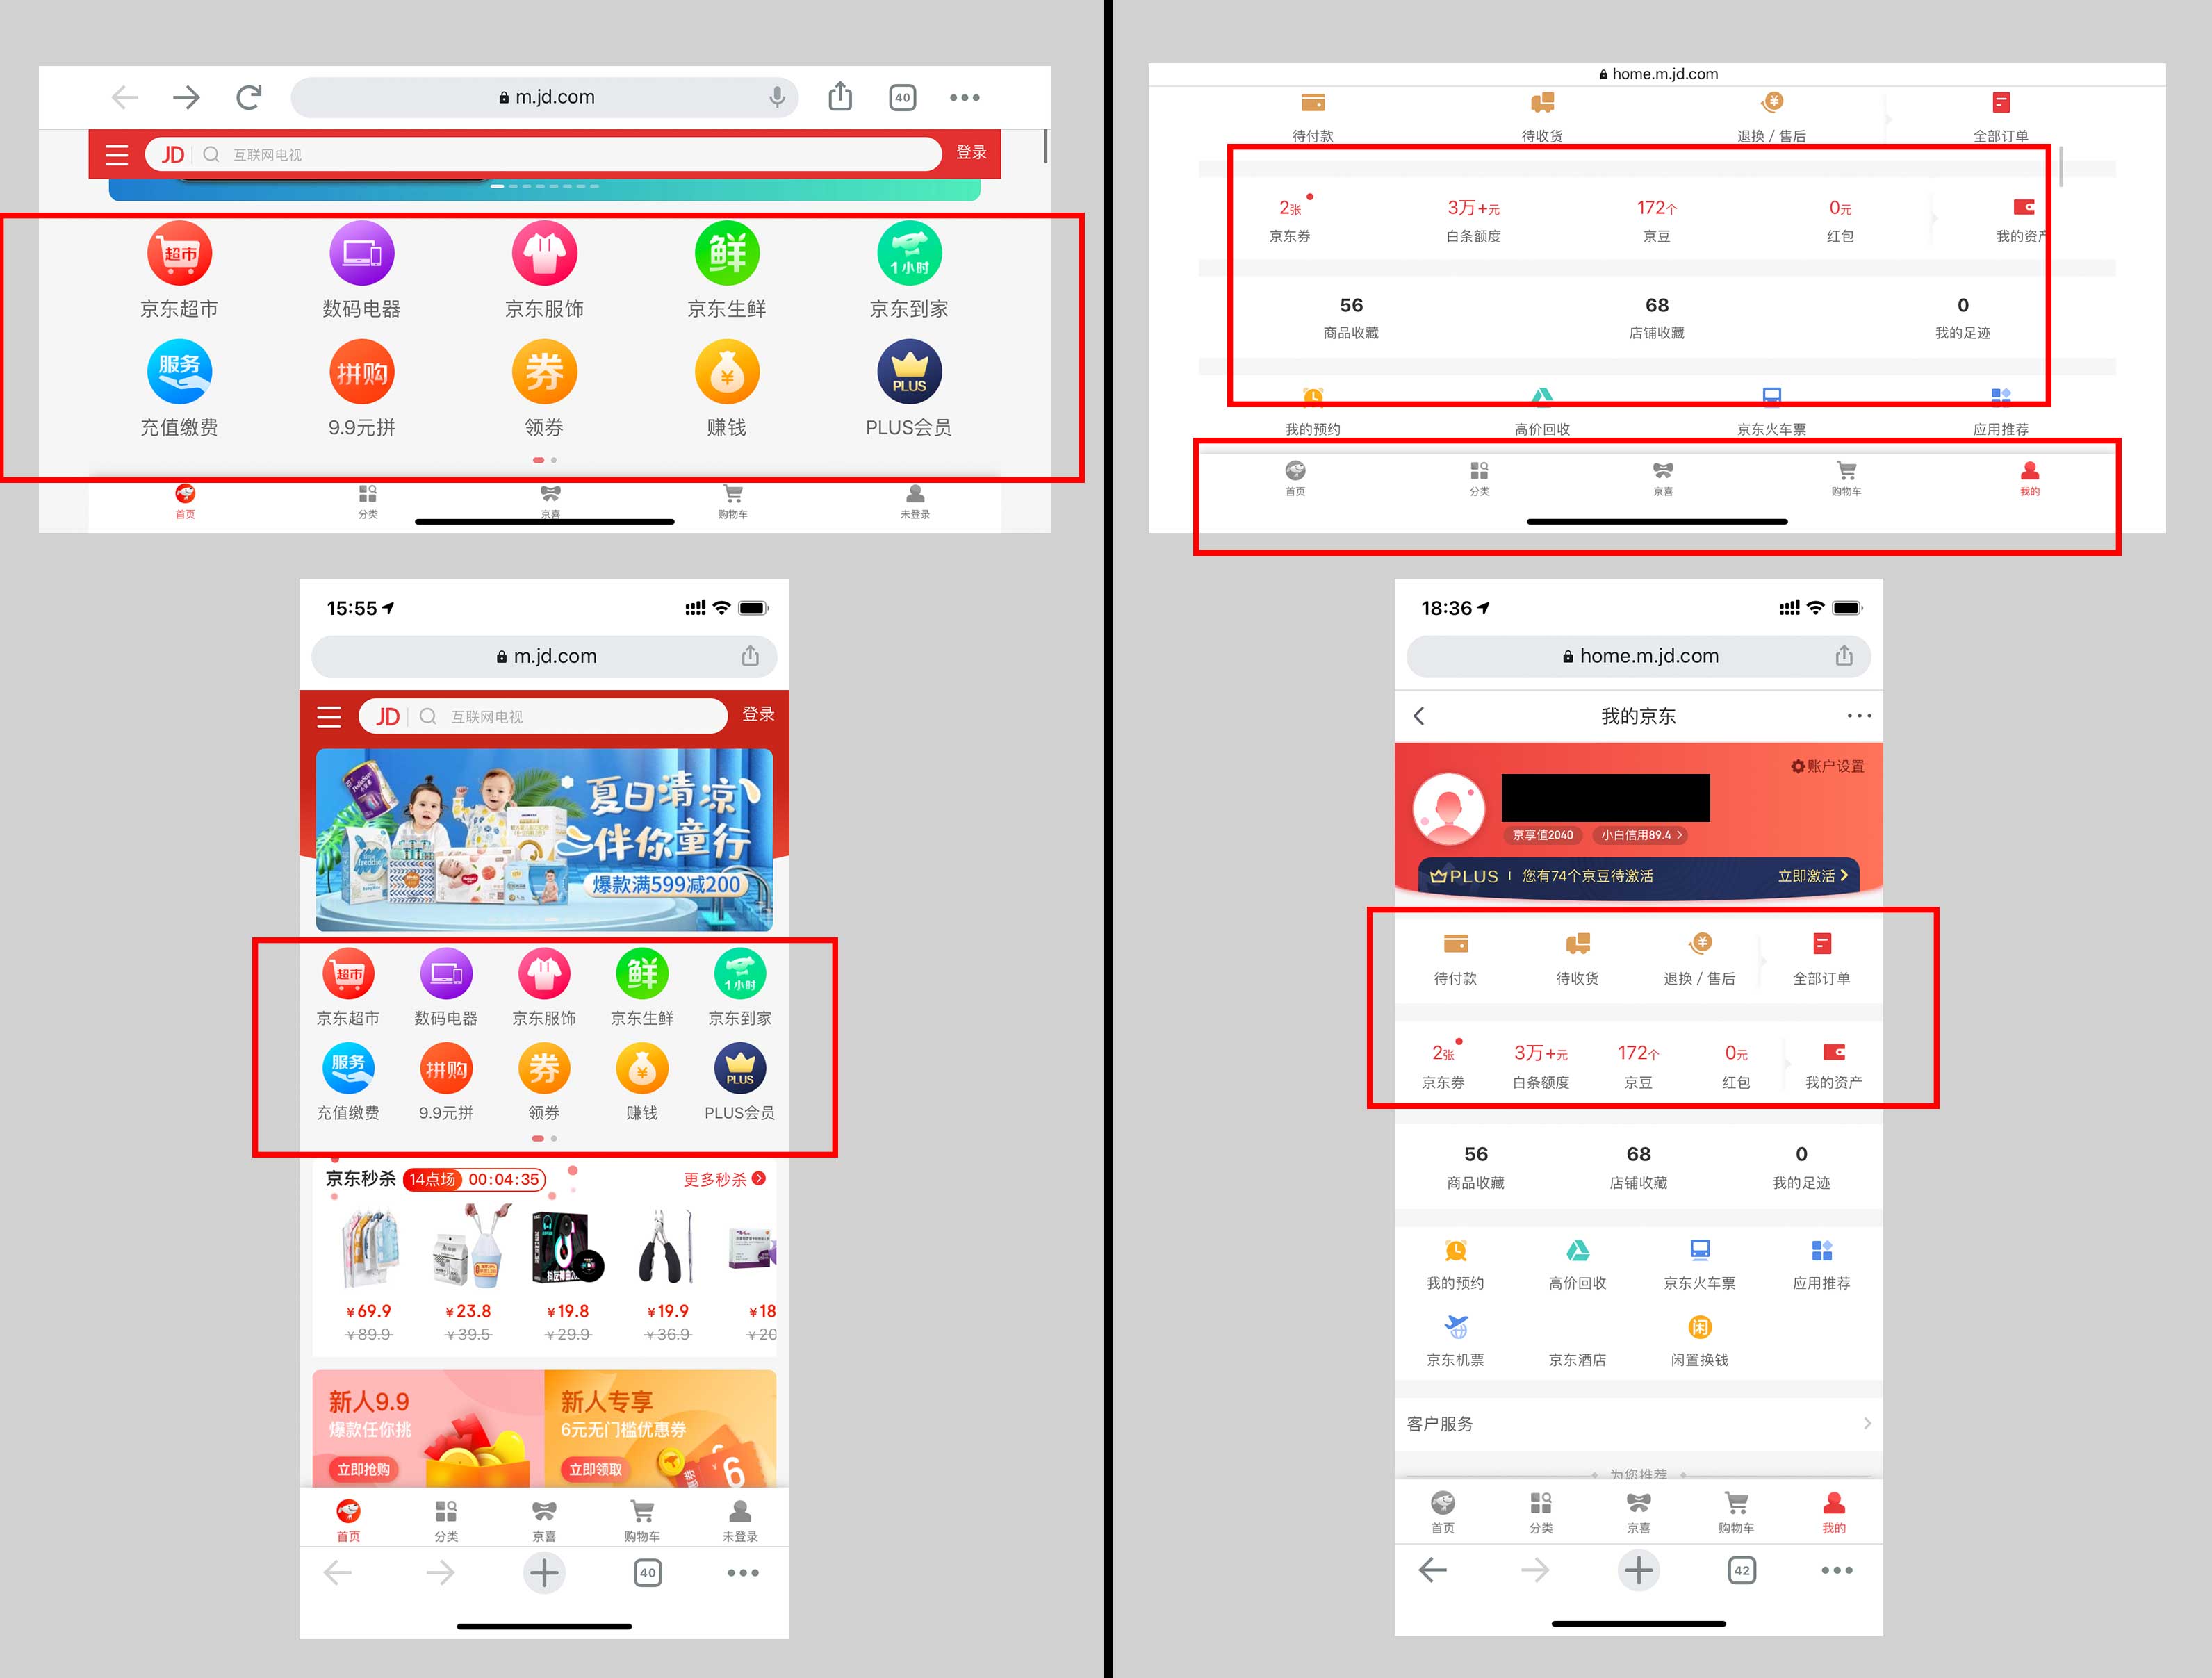 m.jd.com
40
JD
互联网电视
登录
超市
鲜
1小时
京东超市
数码电器
京东服饰
京东生鲜
京东到家
服务
拼购
券
¥
PLUS
充值缴费
9.9元拼
领券
赚钱
PLUS会员
首页
分类
京喜
购物车
未登录
15:55
m.jd.com
JD
互联网电视
登录
夏日清凉
伴你童行
爆款满599减200
超市
鲜
1小时
京东超市
数码电器
京东服饰
京东生鲜
京东到家
服务
拼购
券
¥
PLUS
充值缴费
9.9元拼
领券
赚钱
PLUS会员
京东秒杀
14点场
00:04:35
更多秒杀
¥69.9
¥23.8
¥19.8
¥19.9
¥18
¥89.9
¥39.5
¥29.9
¥36.9
¥20
新人9.9
爆款任你挑
立即抢购
新人专享
6元无门槛优惠券
立即领取
6
首页
分类
京喜
购物车
未登录
40
home.m.jd.com
待付款
待收货
退换 / 售后
全部订单
2张
3万+元
172个
0元
京东券
白条额度
京豆
红包
我的资产
56
68
0
商品收藏
店铺收藏
我的足迹
我的预约
高价回收
京东火车票
应用推荐
首页
分类
京喜
购物车
我的
18:36
home.m.jd.com
我的京东
账户设置
京享值2040
小白信用89.4
PLUS
您有74个京豆待激活
立即激活
待付款
待收货
退换 / 售后
全部订单
2张
3万+元
172个
0元
京东券
白条额度
京豆
红包
我的资产
56
68
0
商品收藏
店铺收藏
我的足迹
我的预约
高价回收
京东火车票
应用推荐
闲
京东机票
京东酒店
闲置换钱
客户服务
为您推荐
首页
分类
京喜
购物车
我的
42